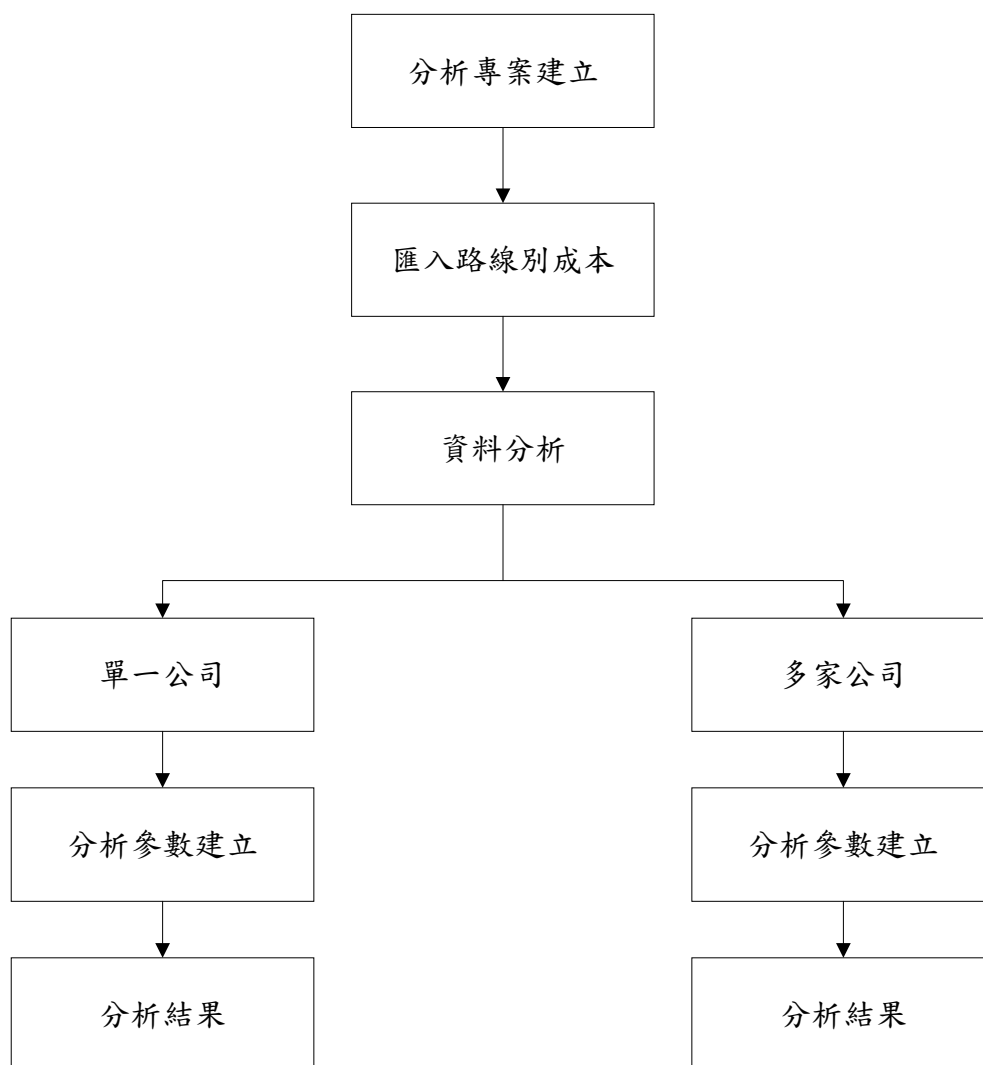 分析專案建立
匯入路線別成本
資料分析
單一公司
多家公司
分析參數建立
分析參數建立
分析結果
分析結果